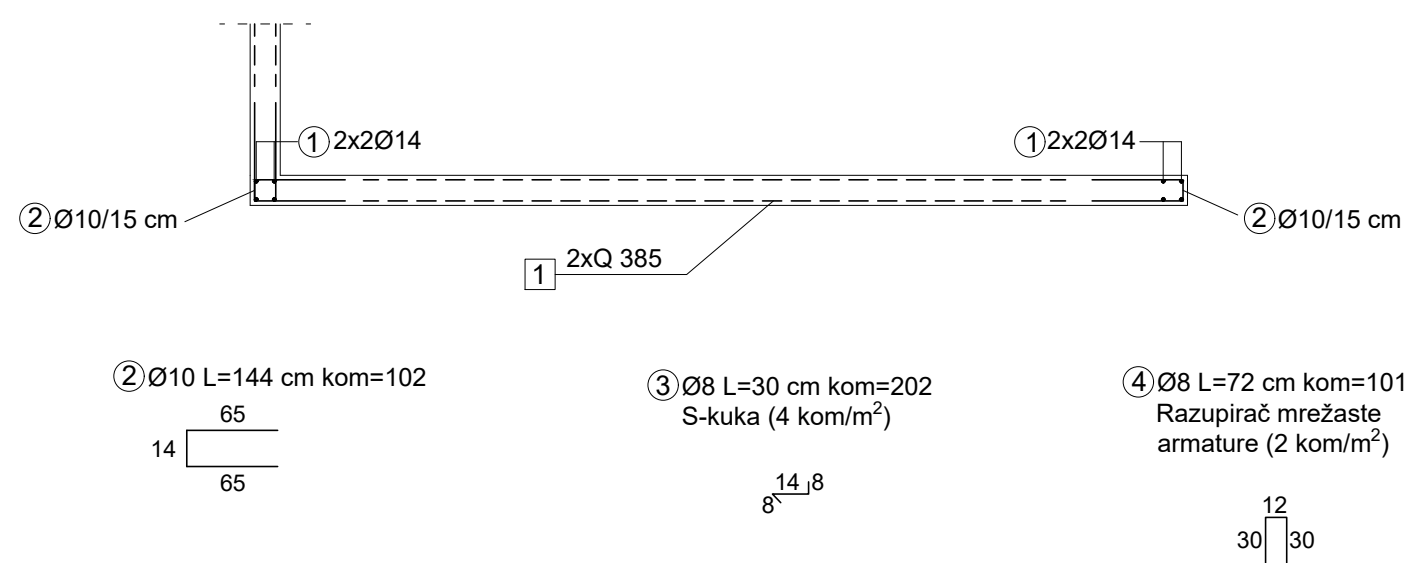 1 2x2Ø14
1 2x2Ø14
2 Ø10/15 cm
2 Ø10/15 cm
1 2xQ 385
2 Ø10 L=144 cm kom=102
65
14
65
3 Ø8 L=30 cm kom=202
S-kuka (4 kom/m²)
14 8
8
4 Ø8 L=72 cm kom=101
Razupirač mrežaste
armature (2 kom/m²)
12
30 30